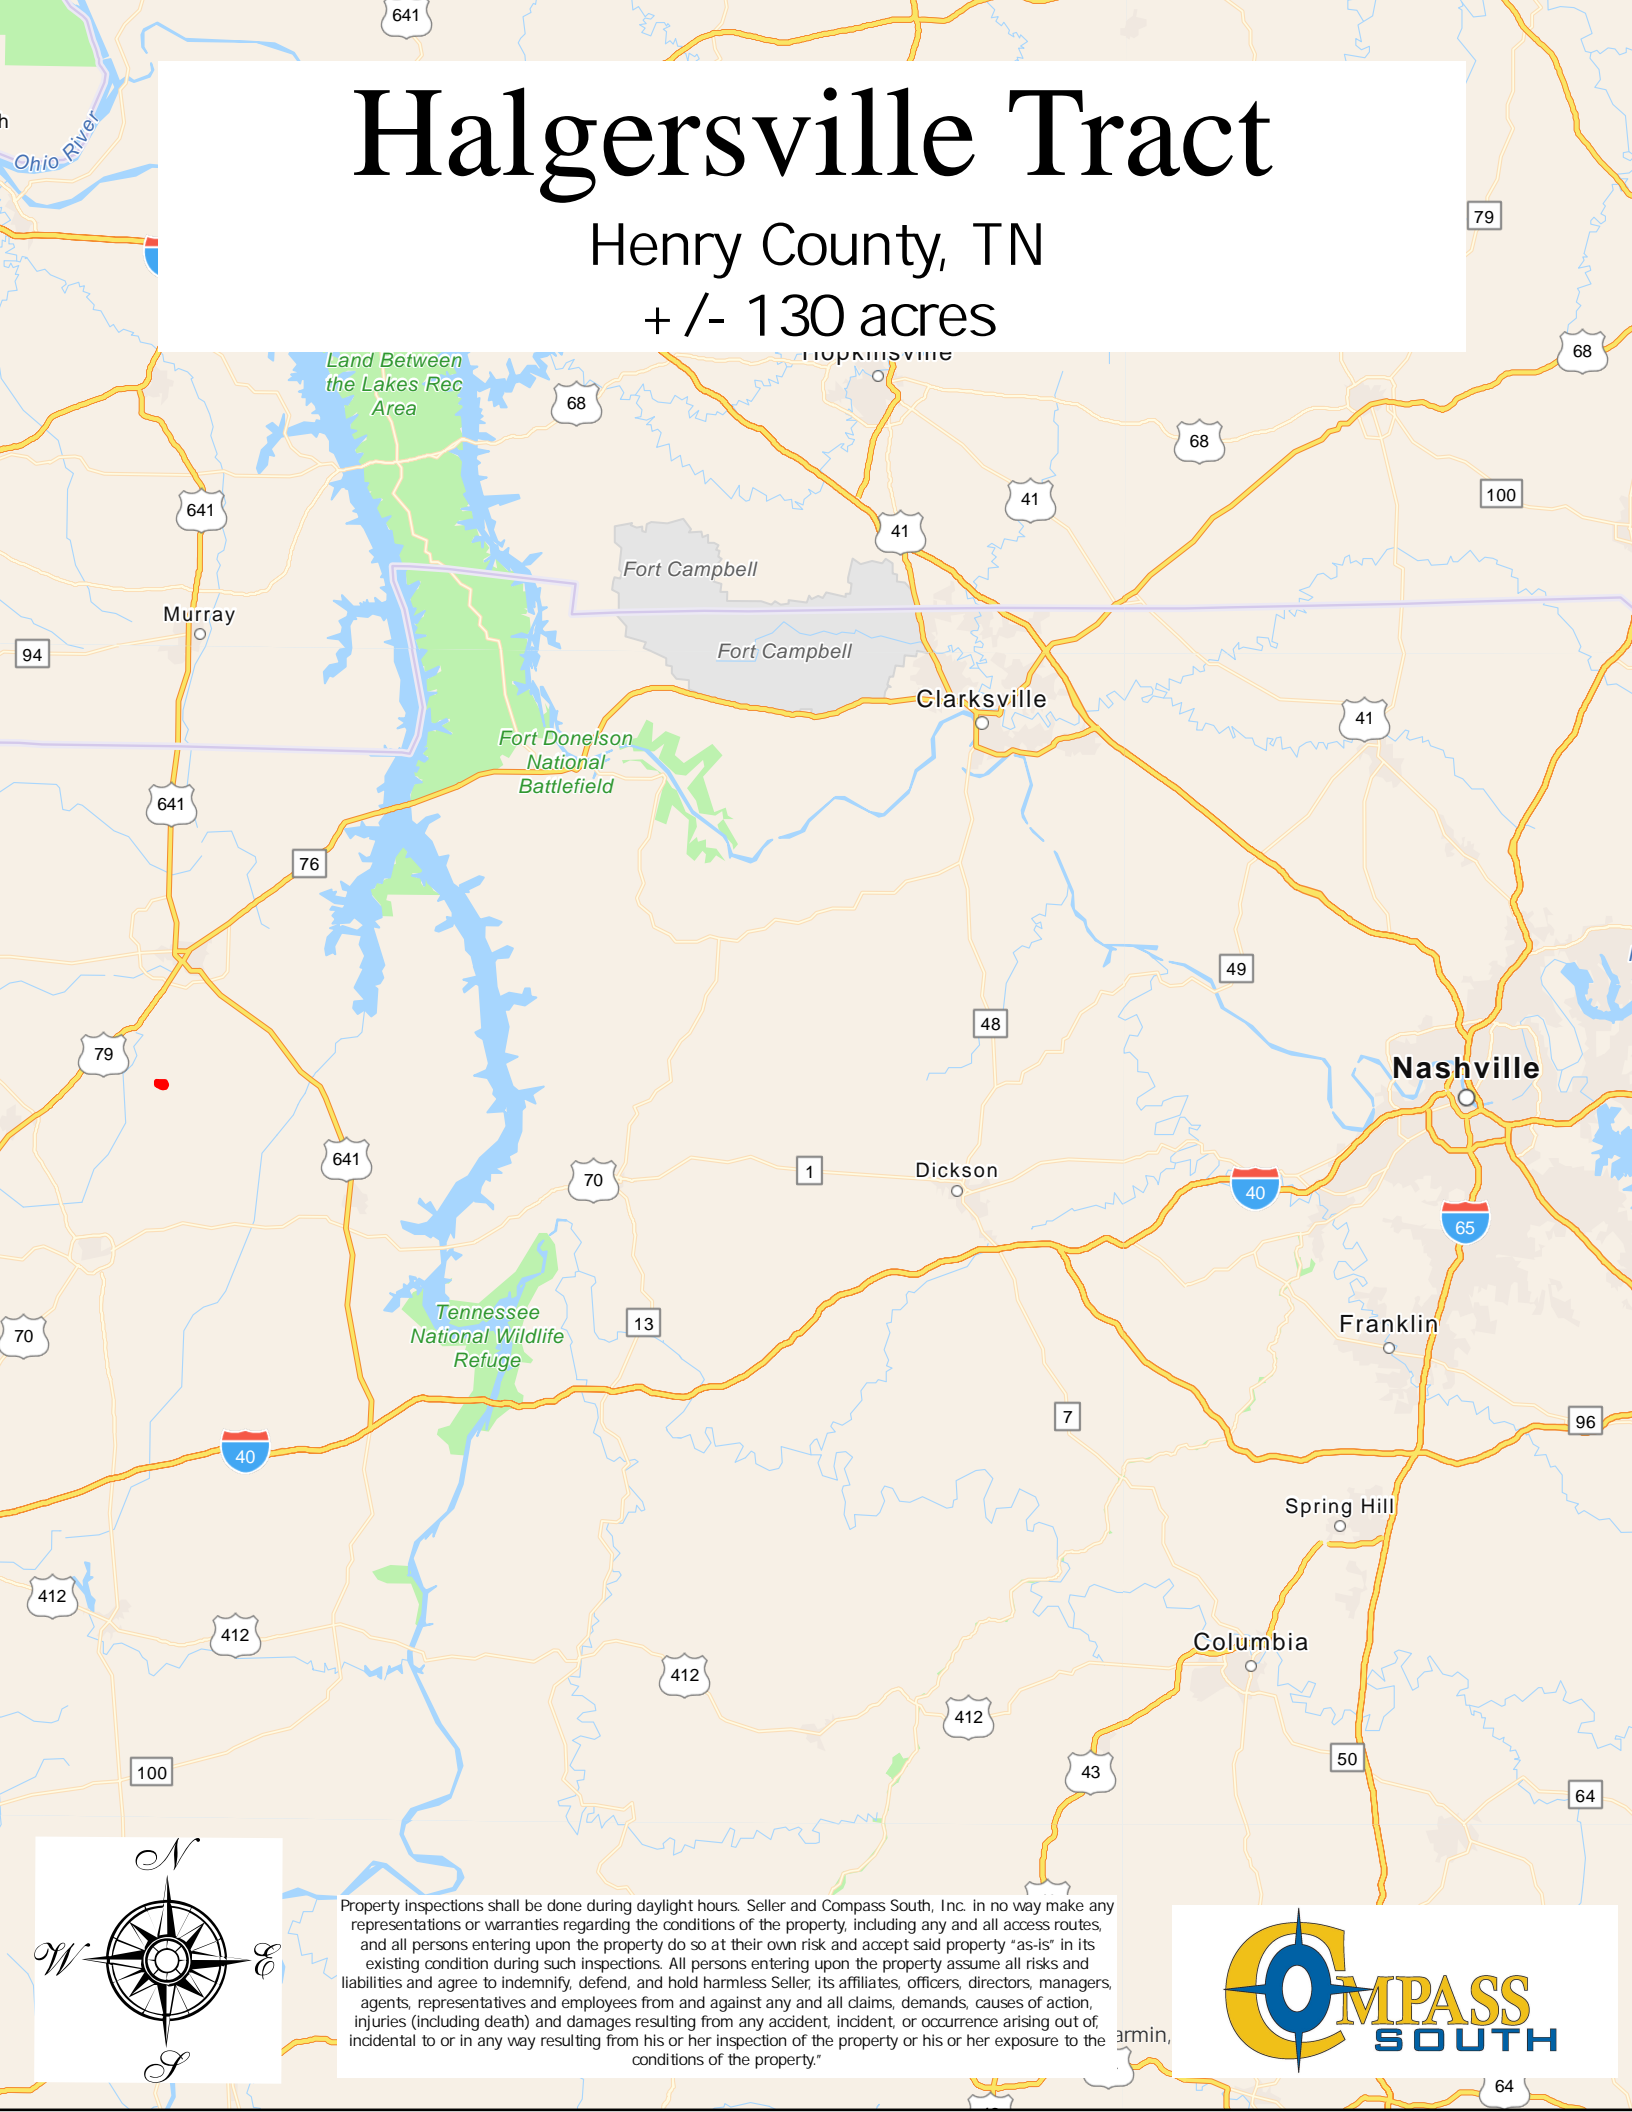 641
Halgersville Tract
Henry County, TN
+/- 130 acres
Ohio River
79
68
Hopkinsville
Land Between
the Lakes Rec
Area
68
68
641
41
100
41
Fort Campbell
Murray
94
Fort Campbell
Clarksville
41
Fort Donelson
National
Battlefield
641
76
49
48
79
Nashville
641
70
1
Dickson
40
65
Tennessee
National Wildlife
Refuge
13
Franklin
70
7
96
40
Spring Hill
412
412
Columbia
412
412
43
50
100
64
N
W
E
S
Property inspections shall be done during daylight hours. Seller and Compass South, Inc. in no way make any
representations or warranties regarding the conditions of the property, including any and all access routes,
and all persons entering upon the property do so at their own risk and accept said property “as-is” in its
existing condition during such inspections. All persons entering upon the property assume all risks and
liabilities and agree to indemnify, defend, and hold harmless Seller, its affiliates, officers, directors, managers,
agents, representatives and employees from and against any and all claims, demands, causes of action,
injuries (including death) and damages resulting from any accident, incident, or occurrence arising out of,
incidental to or in any way resulting from his or her inspection of the property or his or her exposure to the
conditions of the property.”
armin,
COMPASS
SOUTH
64